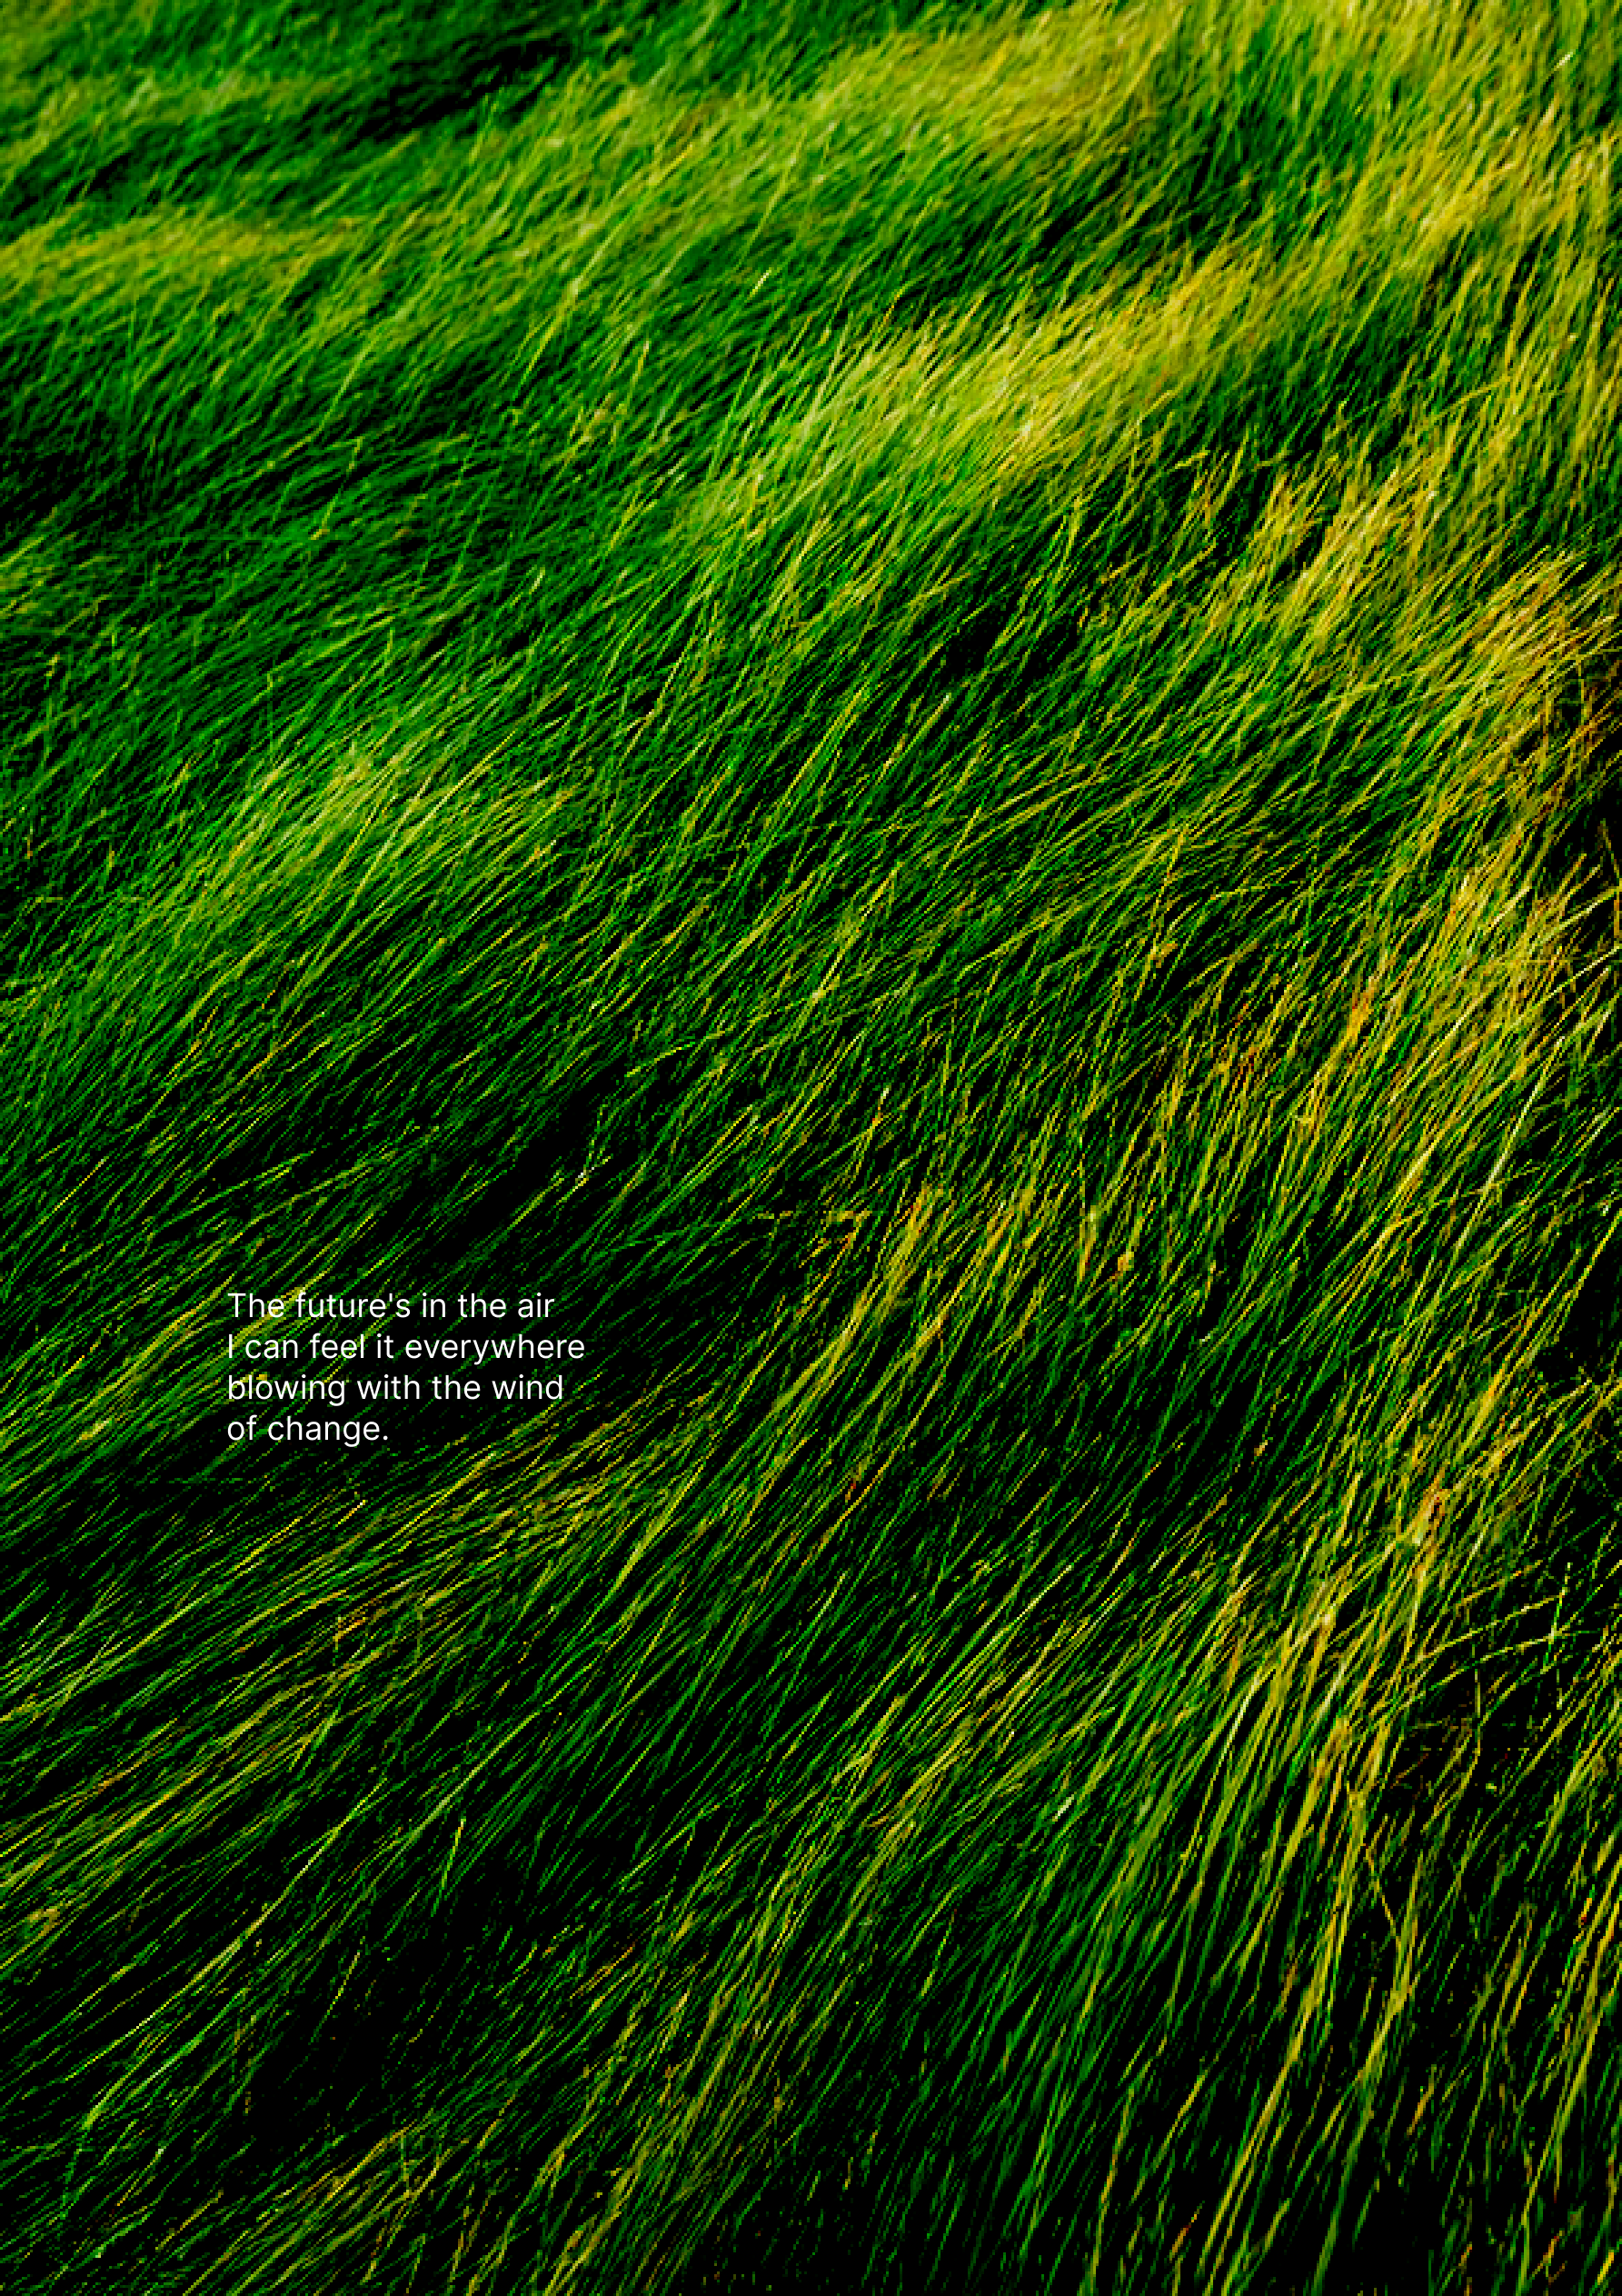 The future's in the air
I can feel it everywhere
blowing with the wind
of change.